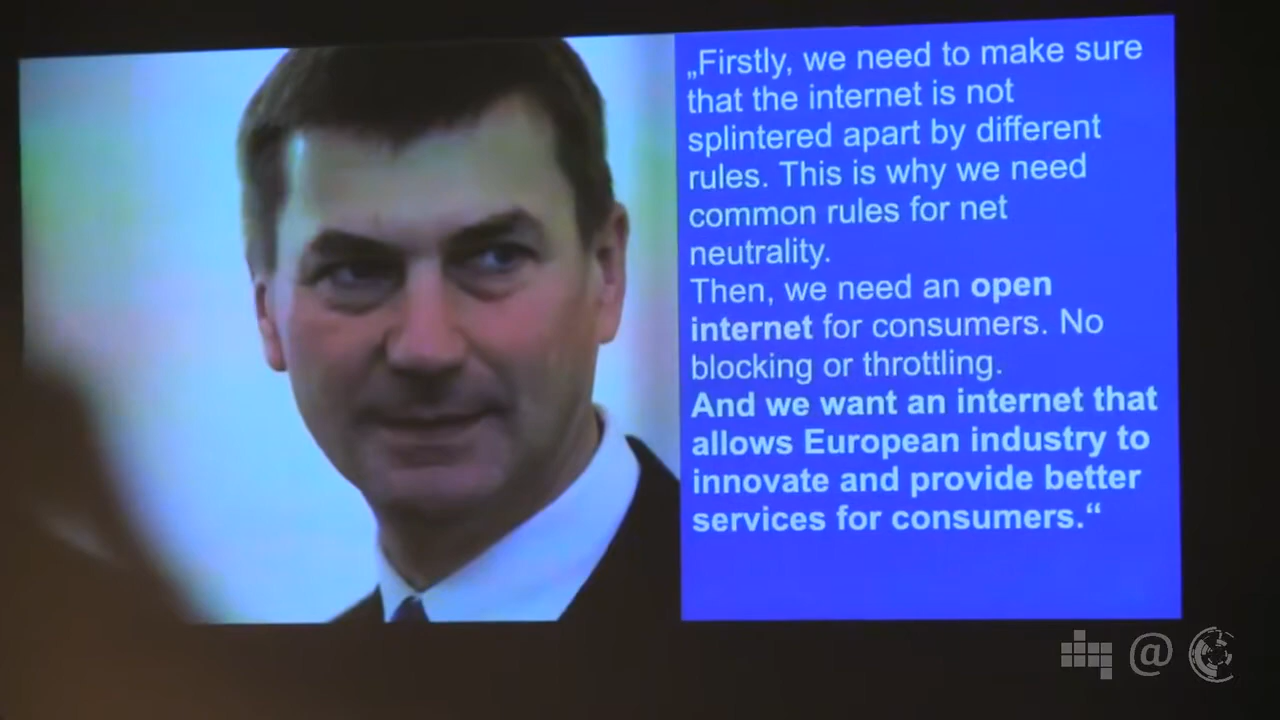 „Firstly, we need to make sure
that the internet is not
splintered apart by different
rules. This is why we need
common rules for net
neutrality.
Then, we need an open
internet for consumers. No
blocking or throttling.
And we want an internet that
allows European industry to
innovate and provide better
services for consumers.“
@